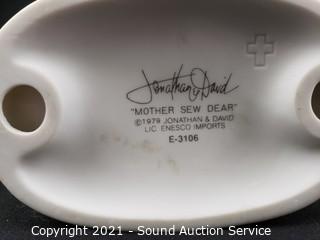 Jonathan & David
"MOTHER SEW DEAR"
©1979 JONATHAN & DAVID
LIC. ENESCO IMPORTS
E-3106
Copyright 2021 - Sound Auction Service